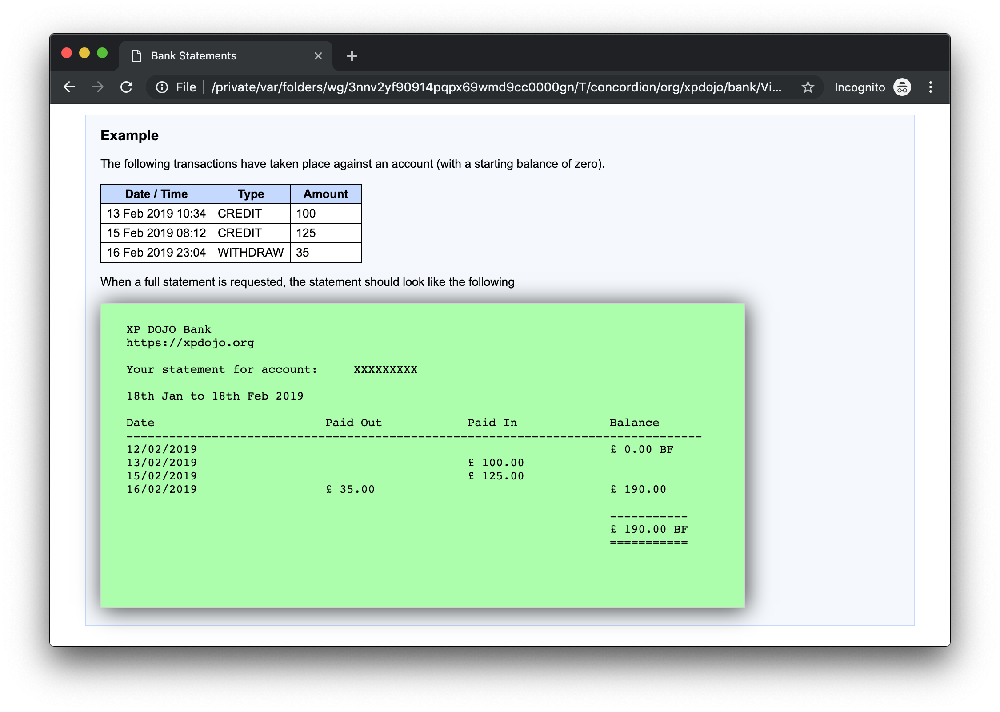 Bank Statements
File /private/var/folders/wg/3nnv2yf90914pqpx69wmd9cc0000gn/T/concordion/org/xpdojo/bank/Vi... Incognito
Example
The following transactions have taken place against an account (with a starting balance of zero).
Date / Time Type Amount
13 Feb 2019 10:34 CREDIT 100
15 Feb 2019 08:12 CREDIT 125
16 Feb 2019 23:04 WITHDRAW 35
When a full statement is requested, the statement should look like the following
XP DOJO Bank
https://xpdojo.org
Your statement for account: XXXXXXXXX
18th Jan to 18th Feb 2019
Date Paid Out Paid In Balance
---------------------------------------------------------------------------------
12/02/2019 £ 0.00 BF
13/02/2019 £ 100.00
15/02/2019 £ 125.00
16/02/2019 £ 35.00 £ 190.00
-----------
£ 190.00 BF
===========